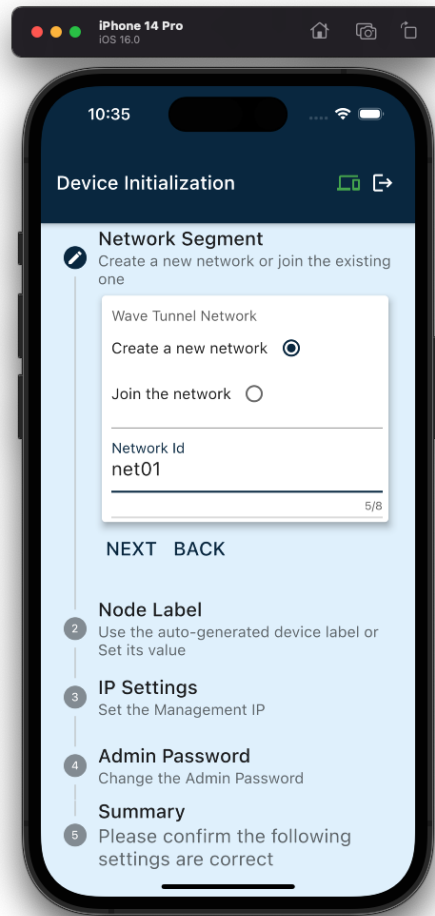 iPhone 14 Pro
iOS 16.0
10:35
Device Initialization
Network Segment
Create a new network or join the existing
one
Wave Tunnel Network
Create a new network
Join the network
Network Id
net01
5/8
NEXT BACK
Node Label
2
Use the auto-generated device label or
Set its value
IP Settings
3
Set the Management IP
Admin Password
4
Change the Admin Password
Summary
5
Please confirm the following
settings are correct